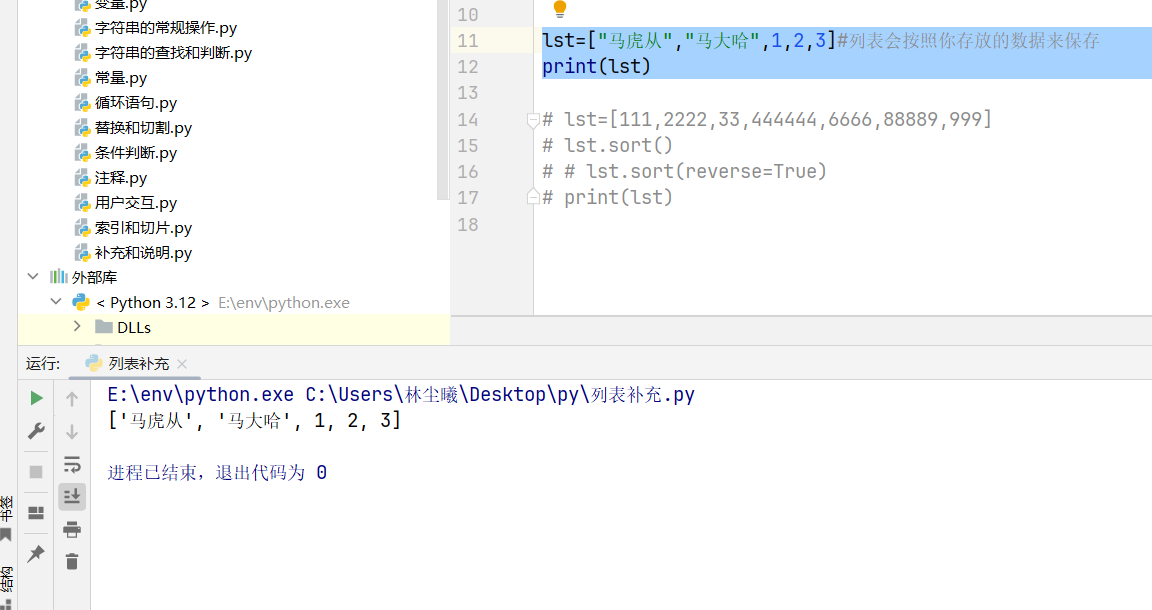 变量.py
字符串的常规操作.py
字符串的查找和判断.py
常量.py
循环语句.py
替换和切割.py
条件判断.py
注释.py
用户交互.py
索引和切片.py
补充和说明.py
外部库
< Python 3.12 > E:\env\python.exe
DLLs
10
11 lst=["马虎从","马大哈",1,2,3]#列表会按照你存放的数据来保存
12 print(lst)
13
14 # lst=[111,2222,33,444444,6666,88889,999]
15 # lst.sort()
16 # # lst.sort(reverse=True)
17 # print(lst)
18
运行: 列表补充
E:\env\python.exe C:\Users\林尘曦\Desktop\py\列表补充.py
['马虎从', '马大哈', 1, 2, 3]
进程已结束，退出代码为 0
书签
结构